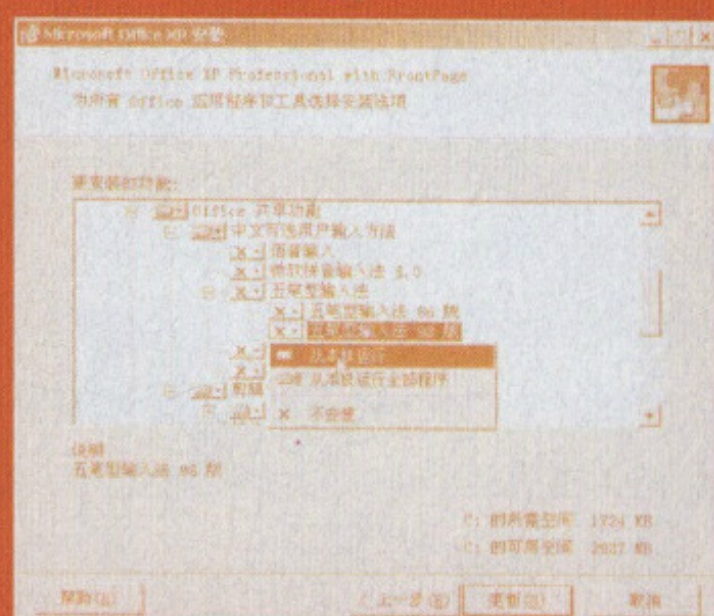 Microsoft Office XP 安装
Microsoft Office XP Professional with FrontPage
为所有 Office 应用程序和工具选择安装选项
要安装的功能:
Office 共享功能
中文可选用户输入方法
语音输入
微软拼音输入法 3.0
五笔型输入法
五笔型输入法 86 版
五笔型输入法 98 版
从本机运行
从本机运行全部程序
剪辑
不安装
说明
五笔型输入法 98 版
C: 的所需空间 1724 KB
C: 的可用空间 2937 MB
帮助(H)
上一步(B)
更新(U)
取消